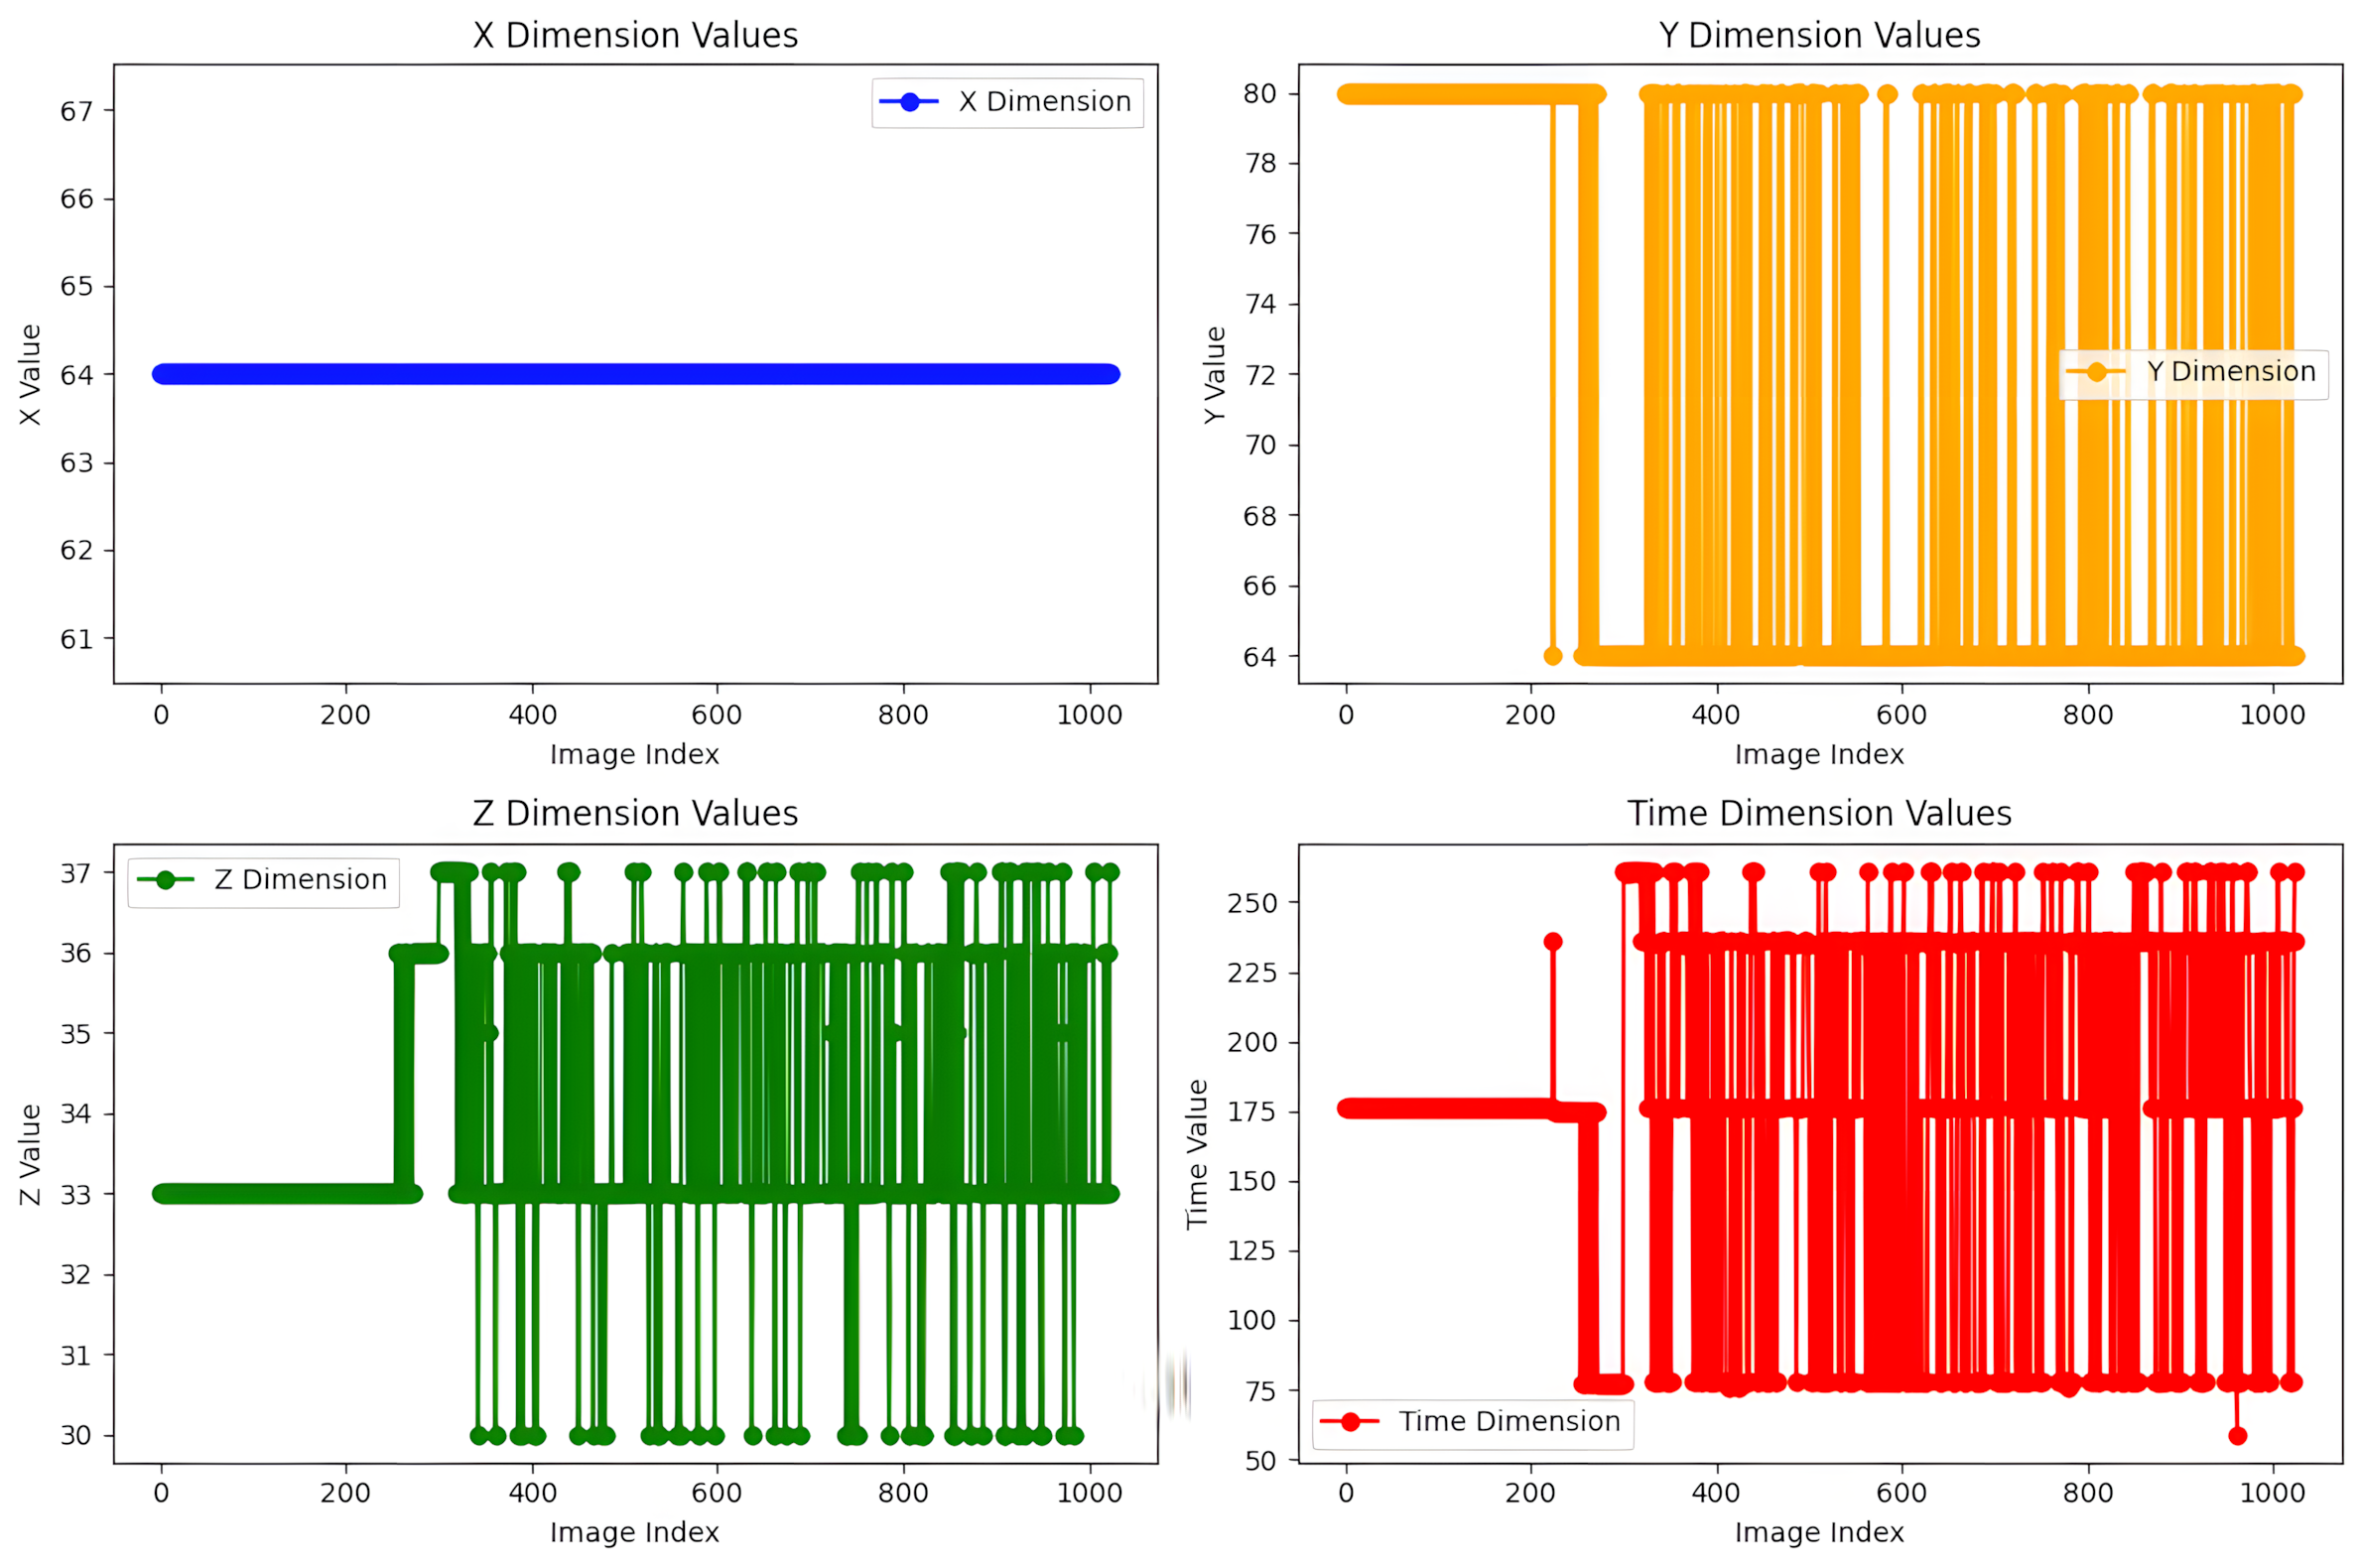 X Dimension Values
67
66
65
64
63
62
61
X Value
X Dimension
0 200 400 600 800 1000
Image Index
Y Dimension Values
80
78
76
74
72
70
68
66
64
Y Value
Y Dimension
0 200 400 600 800 1000
Image Index
Z Dimension Values
37
36
35
34
33
32
31
30
Z Value
Z Dimension
0 200 400 600 800 1000
Image Index
Time Dimension Values
250
225
200
175
150
125
100
75
50
Time Value
Time Dimension
0 200 400 600 800 1000
Image Index